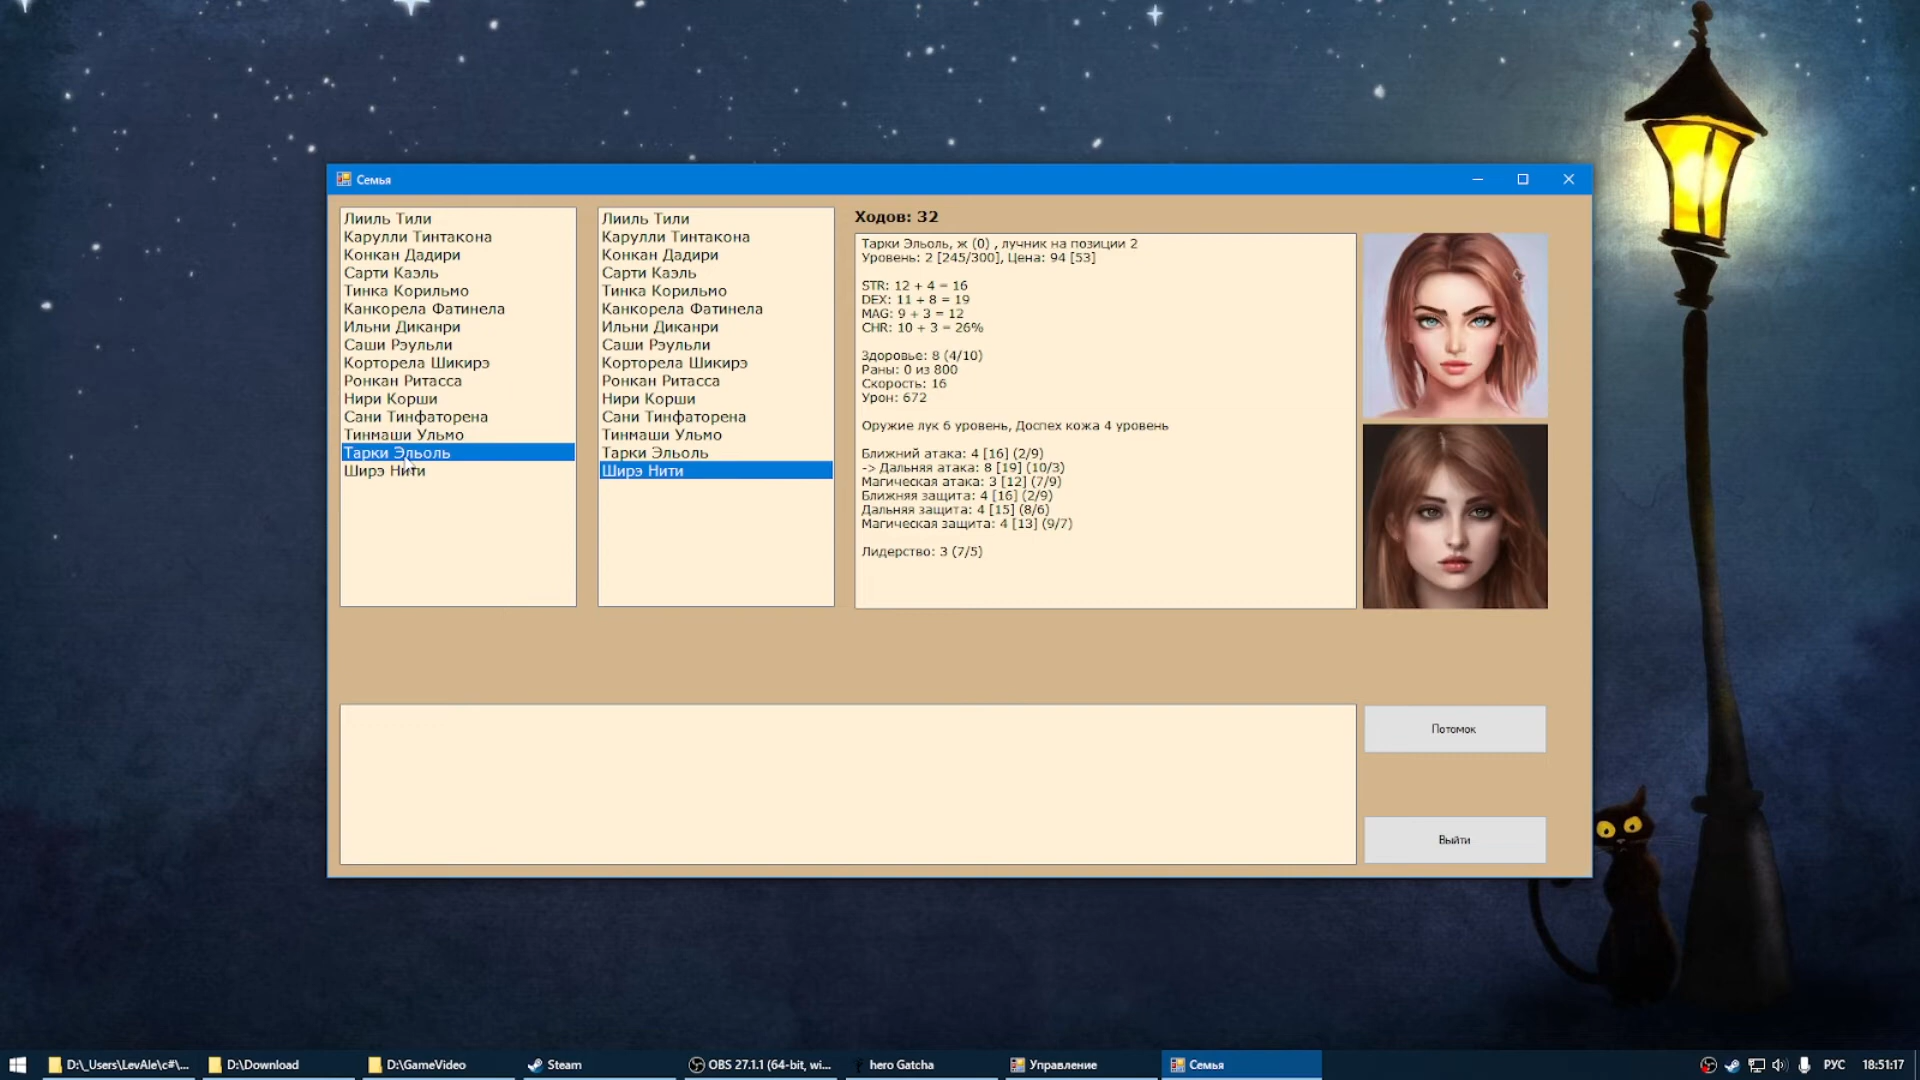 Семья
Лииль Тили
Карулли Тинтакона
Конкан Дадири
Сарти Каэль
Тинка Корильмо
Канкорела Фатинела
Ильни Диканри
Саши Рэульли
Корторела Шикирэ
Ронкан Ритасса
Нири Корши
Сани Тинфаторена
Тинмаши Ульмо
Тарки Эльоль
Ширэ Нити
Лииль Тили
Карулли Тинтакона
Конкан Дадири
Сарти Каэль
Тинка Корильмо
Канкорела Фатинела
Ильни Диканри
Саши Рэульли
Корторела Шикирэ
Ронкан Ритасса
Нири Корши
Сани Тинфаторена
Тинмаши Ульмо
Тарки Эльоль
Ширэ Нити
Ходов: 32
Тарки Эльоль, ж (0) , лучник на позиции 2
Уровень: 2 [245/300], Цена: 94 [53]
STR: 12 + 4 = 16
DEX: 11 + 8 = 19
MAG: 9 + 3 = 12
CHR: 10 + 3 = 26%
Здоровье: 8 (4/10)
Раны: 0 из 800
Скорость: 16
Урон: 672
Оружие лук 6 уровень, Доспех кожа 4 уровень
Ближний атака: 4 [16] (2/9)
-> Дальняя атака: 8 [19] (10/3)
Магическая атака: 3 [12] (7/9)
Ближняя защита: 4 [16] (2/9)
Дальняя защита: 4 [15] (8/6)
Магическая защита: 4 [13] (9/7)
Лидерство: 3 (7/5)
Потомок
Выйти
D:\_Users\LevAle\c#\...
D:\Download
D:\GameVideo
Steam
OBS 27.1.1 (64-bit, wi...
hero Gatcha
Управление
Семья
РУС
18:51:17